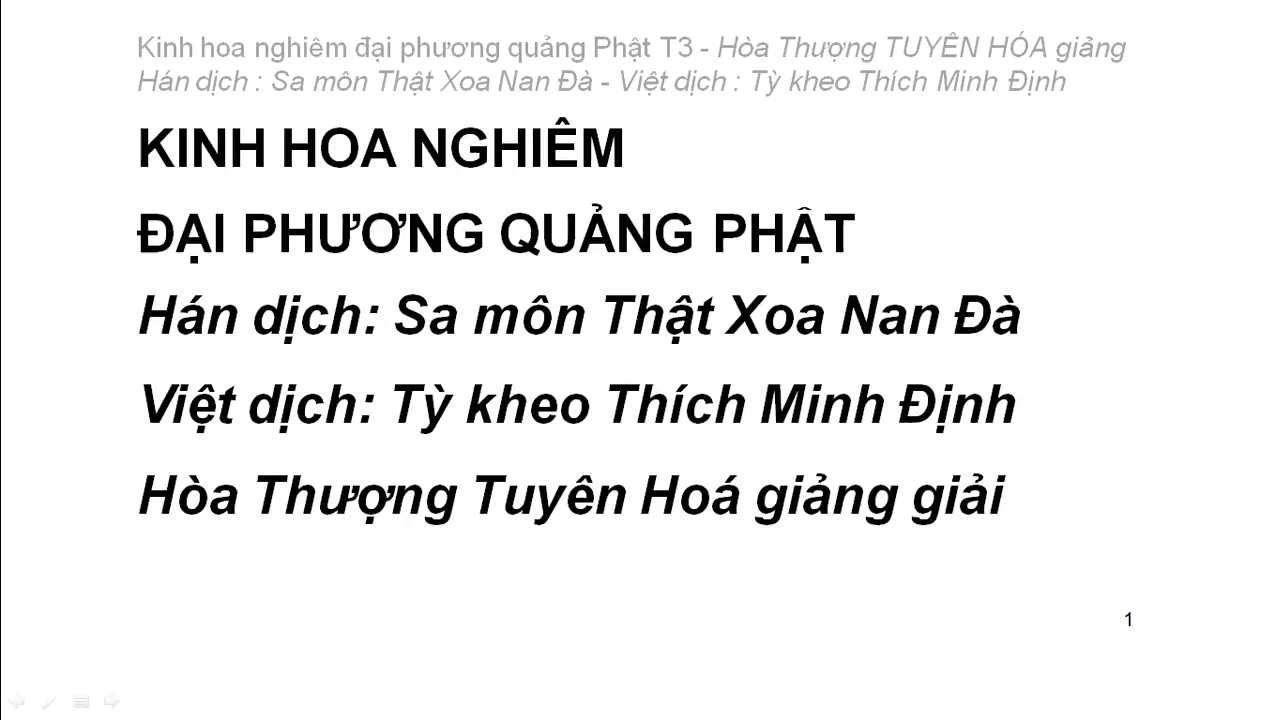 Kinh hoa nghiêm đại phương quảng Phật T3 - Hòa Thượng TUYÊN HÓA giảng
Hán dịch : Sa môn Thật Xoa Nan Đà - Việt dịch : Tỳ kheo Thích Minh Định
KINH HOA NGHIÊM
ĐẠI PHƯƠNG QUẢNG PHẬT
Hán dịch: Sa môn Thật Xoa Nan Đà
Việt dịch: Tỳ kheo Thích Minh Định
Hòa Thượng Tuyên Hoá giảng giải
1